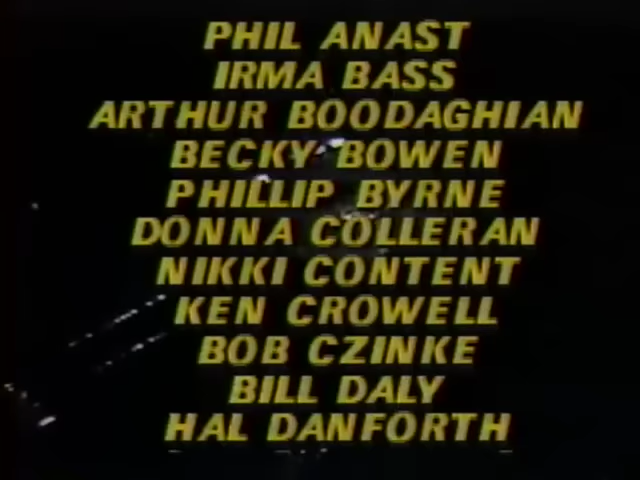 PHIL ANAST
IRMA BASS
ARTHUR BOODAGHIAN
BECKY BOWEN
PHILLIP BYRNE
DONNA COLLERAN
NIKKI CONTENT
KEN CROWELL
BOB CZINKE
BILL DALY
HAL DANFORTH